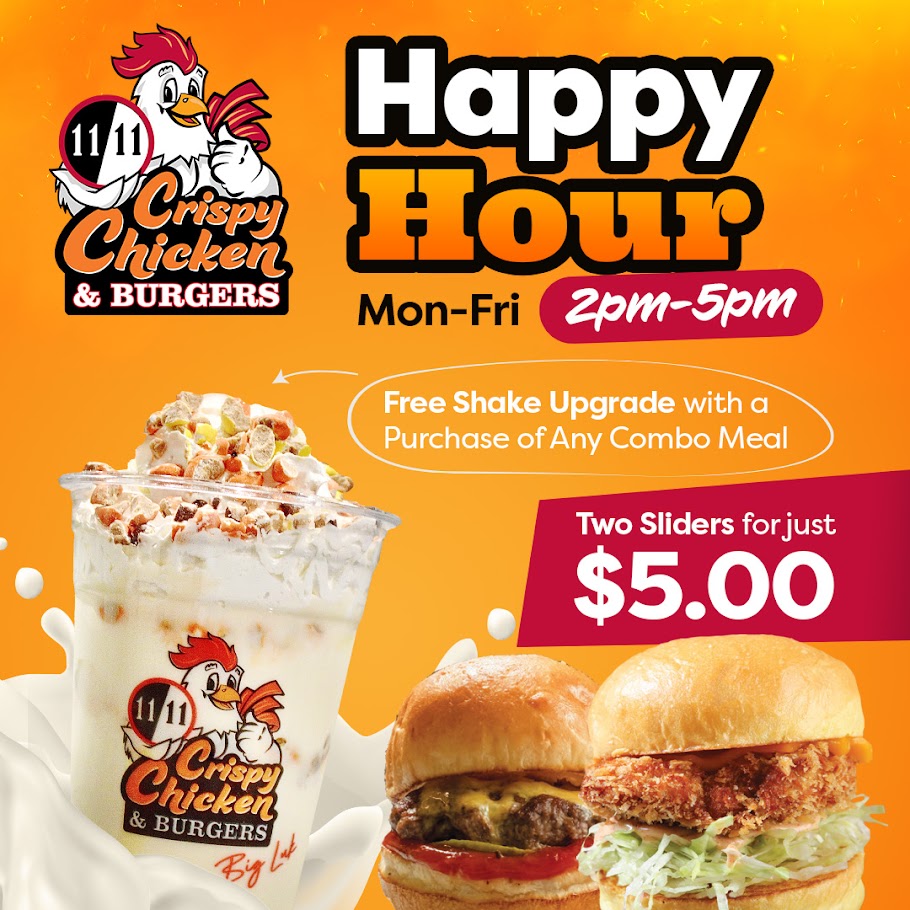 11/11
Crispy
Chicken
& BURGERS
Happy
Hour
Mon-Fri 2pm-5pm
Free Shake Upgrade with a
Purchase of Any Combo Meal
Two Sliders for just
$5.00
11/11
Crispy
Chicken
& BURGERS
Big Luk